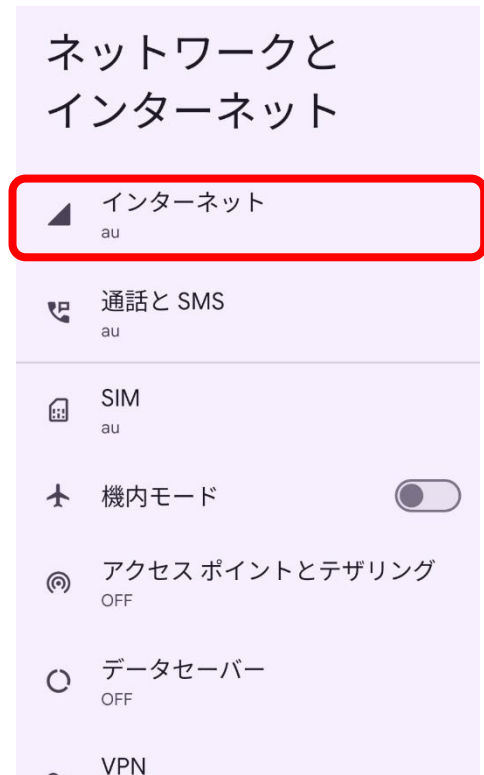 ネットワークと
インターネット
インターネット
au
通話と SMS
au
SIM
au
機内モード
アクセス ポイントとテザリング
OFF
データセーバー
OFF
VPN